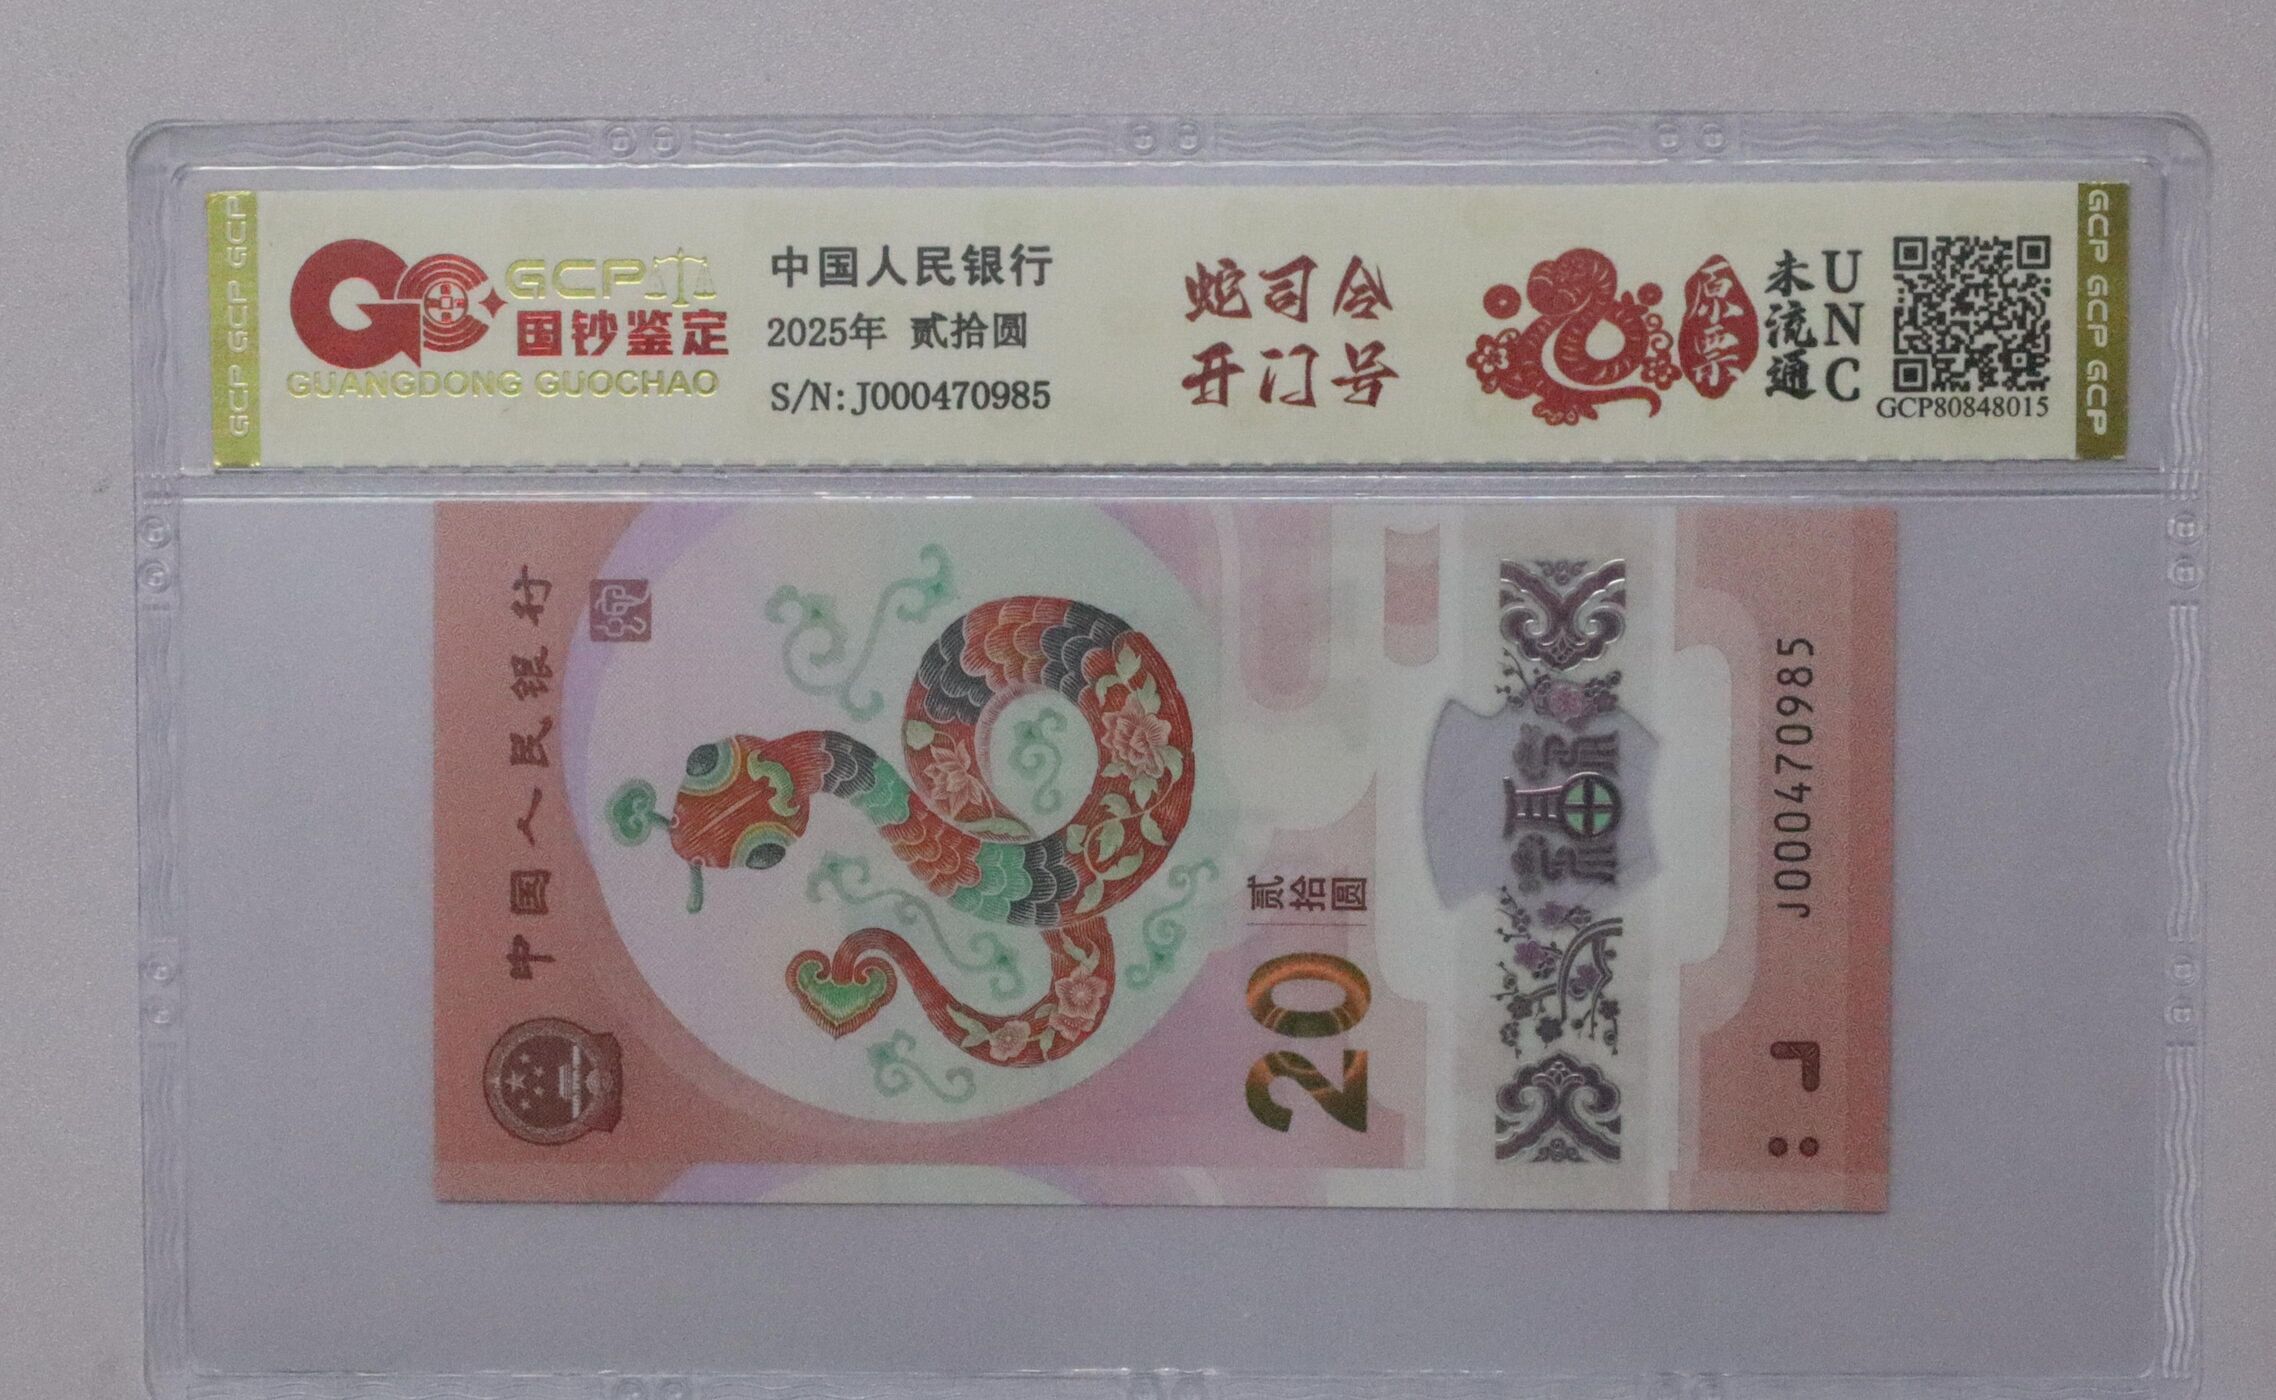 GCP GCP GCP
GCP
国钞鉴定
GUANGDONG GUOCHAO
中国人民银行
2025年 贰拾圆
S/N:J000470985
蛇司令
开门号
原票
未流通
UNC
GCP80848015
GCP GCP GCP
中国人民银行
贰拾圆
20
福
J000470985
J